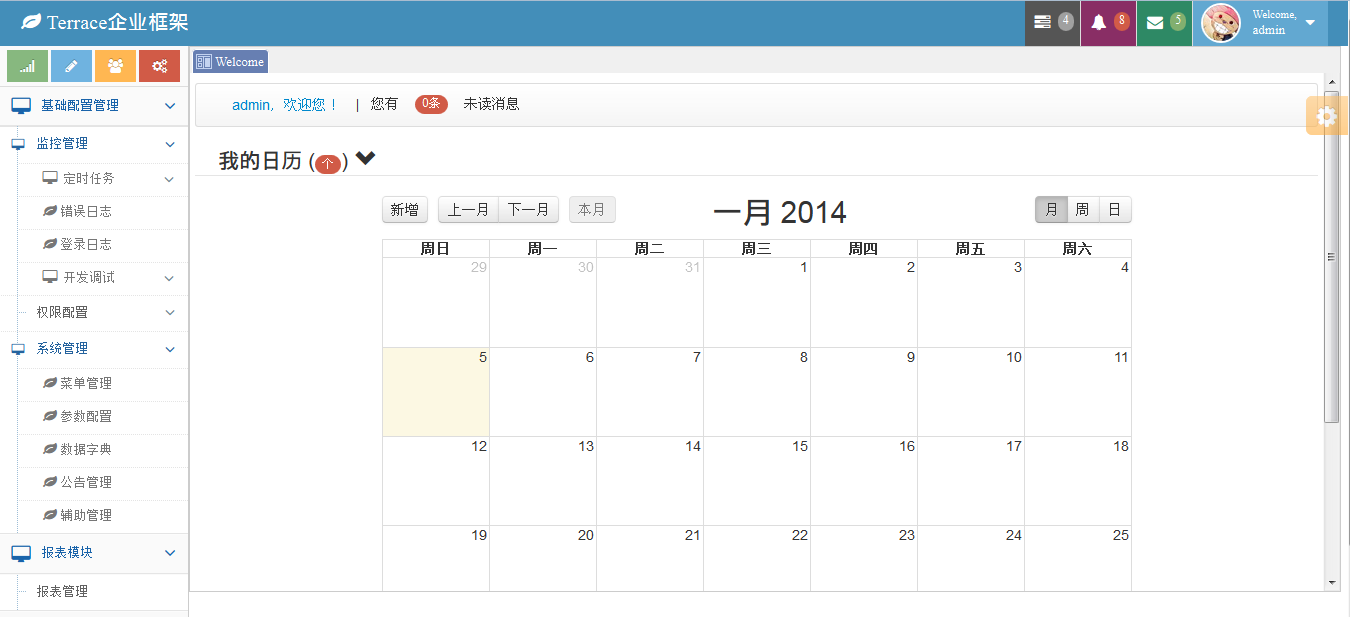 Terrace企业框架
4
8
5
Welcome,
admin
Welcome
admin, 欢迎您！ | 您有 0条 未读消息
我的日历 (个)
新增 上一月 下一月 本月
一月 2014
月 周 日
周日 周一 周二 周三 周四 周五 周六
29 30 31 1 2 3 4
5 6 7 8 9 10 11
12 13 14 15 16 17 18
19 20 21 22 23 24 25
基础配置管理
监控管理
定时任务
错误日志
登录日志
开发调试
权限配置
系统管理
菜单管理
参数配置
数据字典
公告管理
辅助管理
报表模块
报表管理